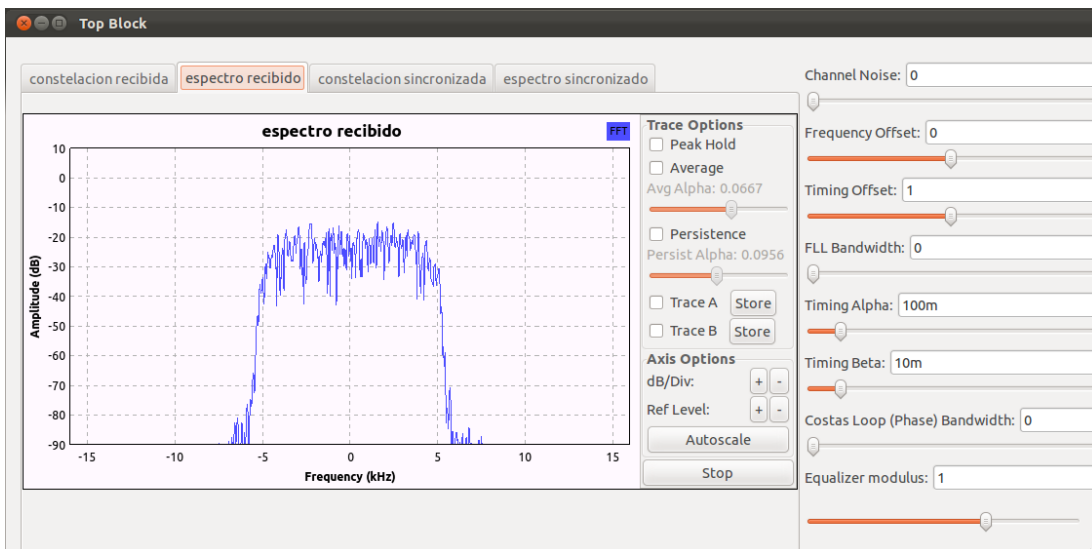 Top Block
constelacion recibida
espectro recibido
constelacion sincronizada
espectro sincronizado
espectro recibido
FFT
10
0
-10
-20
-30
-40
-50
-60
-70
-80
-90
Amplitude (dB)
-15
-10
-5
0
5
10
15
Frequency (kHz)
Trace Options
Peak Hold
Average
Avg Alpha: 0.0667
Persistence
Persist Alpha: 0.0956
Trace A
Store
Trace B
Store
Axis Options
dB/Div:
+
-
Ref Level:
+
-
Autoscale
Stop
Channel Noise: 0
Frequency Offset: 0
Timing Offset: 1
FLL Bandwidth: 0
Timing Alpha: 100m
Timing Beta: 10m
Costas Loop (Phase) Bandwidth: 0
Equalizer modulus: 1